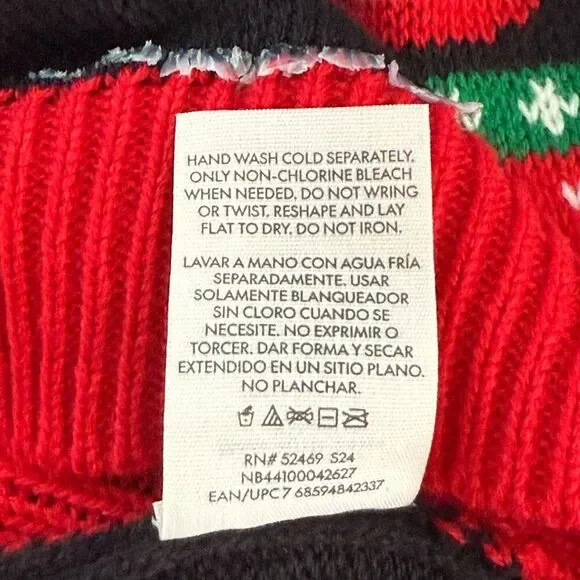 HAND WASH COLD SEPARATELY.
ONLY NON-CHLORINE BLEACH
WHEN NEEDED, DO NOT WRING
OR TWIST, RESHAPE AND LAY
FLAT TO DRY, DO NOT IRON.
LAVAR A MANO CON AGUA FRÍA
SEPARADAMENTE. USAR
SOLAMENTE BLANQUEADOR
SIN CLORO CUANDO SE
NECESITE. NO EXPRIMIR O
TORCER. DAR FORMA Y SECAR
EXTENDIDO EN UN SITIO PLANO.
NO PLANCHAR.
RN# 52469 S24
NB44100042627
EAN/UPC 7 68594842337